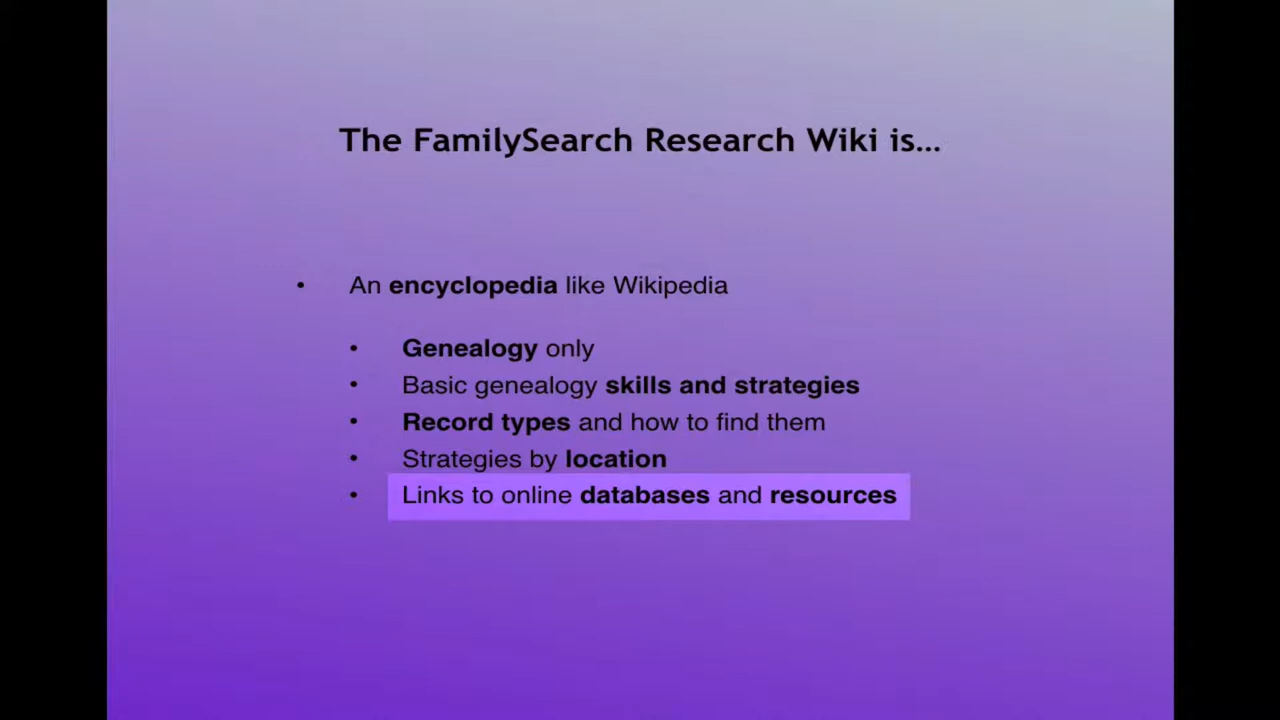 The FamilySearch Research Wiki is...
• An encyclopedia like Wikipedia
• Genealogy only
• Basic genealogy skills and strategies
• Record types and how to find them
• Strategies by location
• Links to online databases and resources